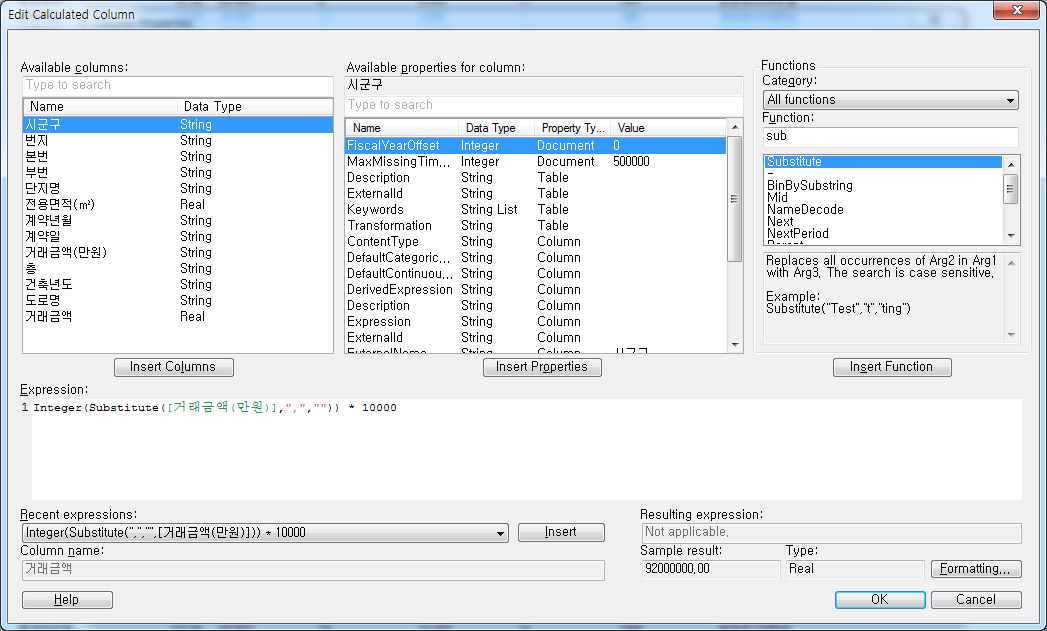 Edit Calculated Column
Available columns:
Type to search
Name Data Type
시군구 String
번지 String
본번 String
부번 String
단지명 String
전용면적(㎡) Real
계약년월 String
계약일 String
거래금액(만원) String
층 String
건축년도 String
도로명 String
거래금액 Real
Insert Columns
Available properties for column:
시군구
Type to search
Name Data Type Property Ty... Value
FiscalYearOffset Integer Document 0
MaxMissingTim... Integer Document 500000
Description String Table
ExternalId String Table
Keywords String List Table
Transformation String Table
ContentType String Column
DefaultCategoric... String Column
DefaultContinuou... String Column
DerivedExpression String Column
Description String Column
Expression String Column
ExternalId String Column
ExternalName String Column 시군구
Insert Properties
Functions
Category:
All functions
Function:
sub
Substitute
-
BinBySubstring
Mid
NameDecode
Next
NextPeriod
Parent
Replaces all occurrences of Arg2 in Arg1
with Arg3. The search is case sensitive.
Example:
Substitute("Test","t","ting")
Insert Function
Expression:
1 Integer(Substitute([거래금액(만원)],",","")) * 10000
Recent expressions:
Integer(Substitute(",","",[거래금액(만원)])) * 10000
Insert
Column name:
거래금액
Resulting expression:
Not applicable.
Sample result: Type:
92000000.00 Real Formatting...
Help OK Cancel